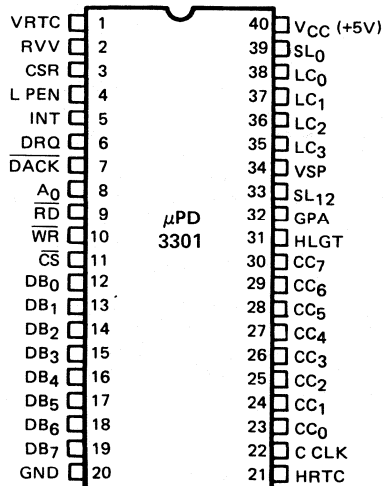 VRTC 1 40 VCC (+5V)
RVV 2 39 SL0
CSR 3 38 LC0
L PEN 4 37 LC1
INT 5 36 LC2
DRQ 6 35 LC3
DACK 7 34 VSP
A0 8 33 SL12
RD 9 32 GPA
WR 10 31 HLGT
CS 11 30 CC7
DB0 12 29 CC6
DB1 13 28 CC5
DB2 14 27 CC4
DB3 15 26 CC3
DB4 16 25 CC2
DB5 17 24 CC1
DB6 18 23 CC0
DB7 19 22 C CLK
GND 20 21 HRTC
μPD
3301